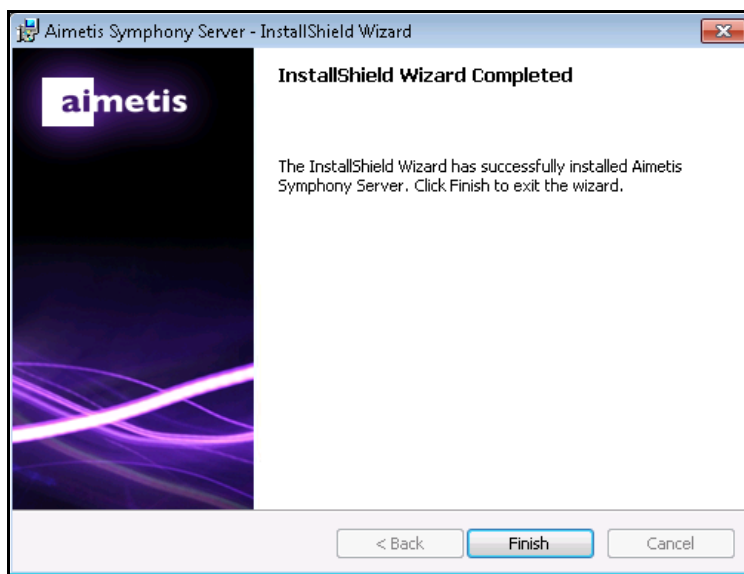 Aimetis Symphony Server - InstallShield Wizard
aimetis
InstallShield Wizard Completed
The InstallShield Wizard has successfully installed Aimetis
Symphony Server. Click Finish to exit the wizard.
< Back
Finish
Cancel